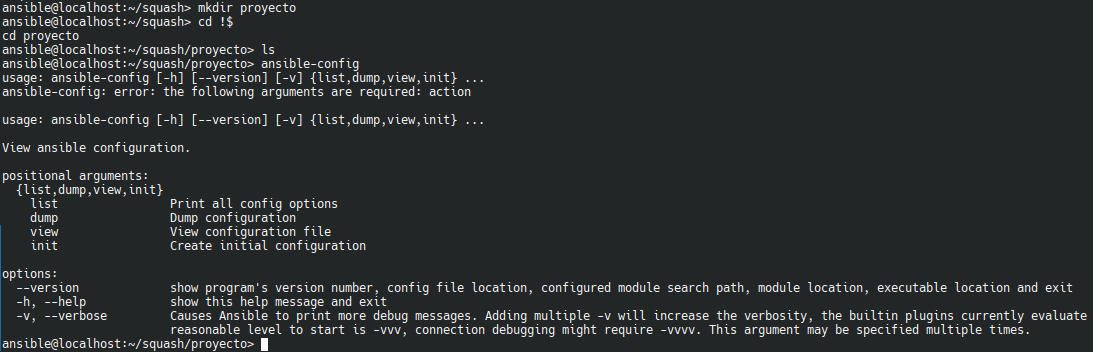 ansible@localhost:~/squash> mkdir proyecto
ansible@localhost:~/squash> cd !$
cd proyecto
ansible@localhost:~/squash/proyecto> ls
ansible@localhost:~/squash/proyecto> ansible-config
usage: ansible-config [-h] [--version] [-v] {list,dump,view,init} ...
ansible-config: error: the following arguments are required: action

usage: ansible-config [-h] [--version] [-v] {list,dump,view,init} ...

View ansible configuration.

positional arguments:
  {list,dump,view,init}
    list                Print all config options
    dump                Dump configuration
    view                View configuration file
    init                Create initial configuration

options:
  --version             show program's version number, config file location, configured module search path, module location, executable location and exit
  -h, --help            show this help message and exit
  -v, --verbose         Causes Ansible to print more debug messages. Adding multiple -v will increase the verbosity, the builtin plugins currently evaluate
                        reasonable level to start is -vvv, connection debugging might require -vvvv. This argument may be specified multiple times.
ansible@localhost:~/squash/proyecto>